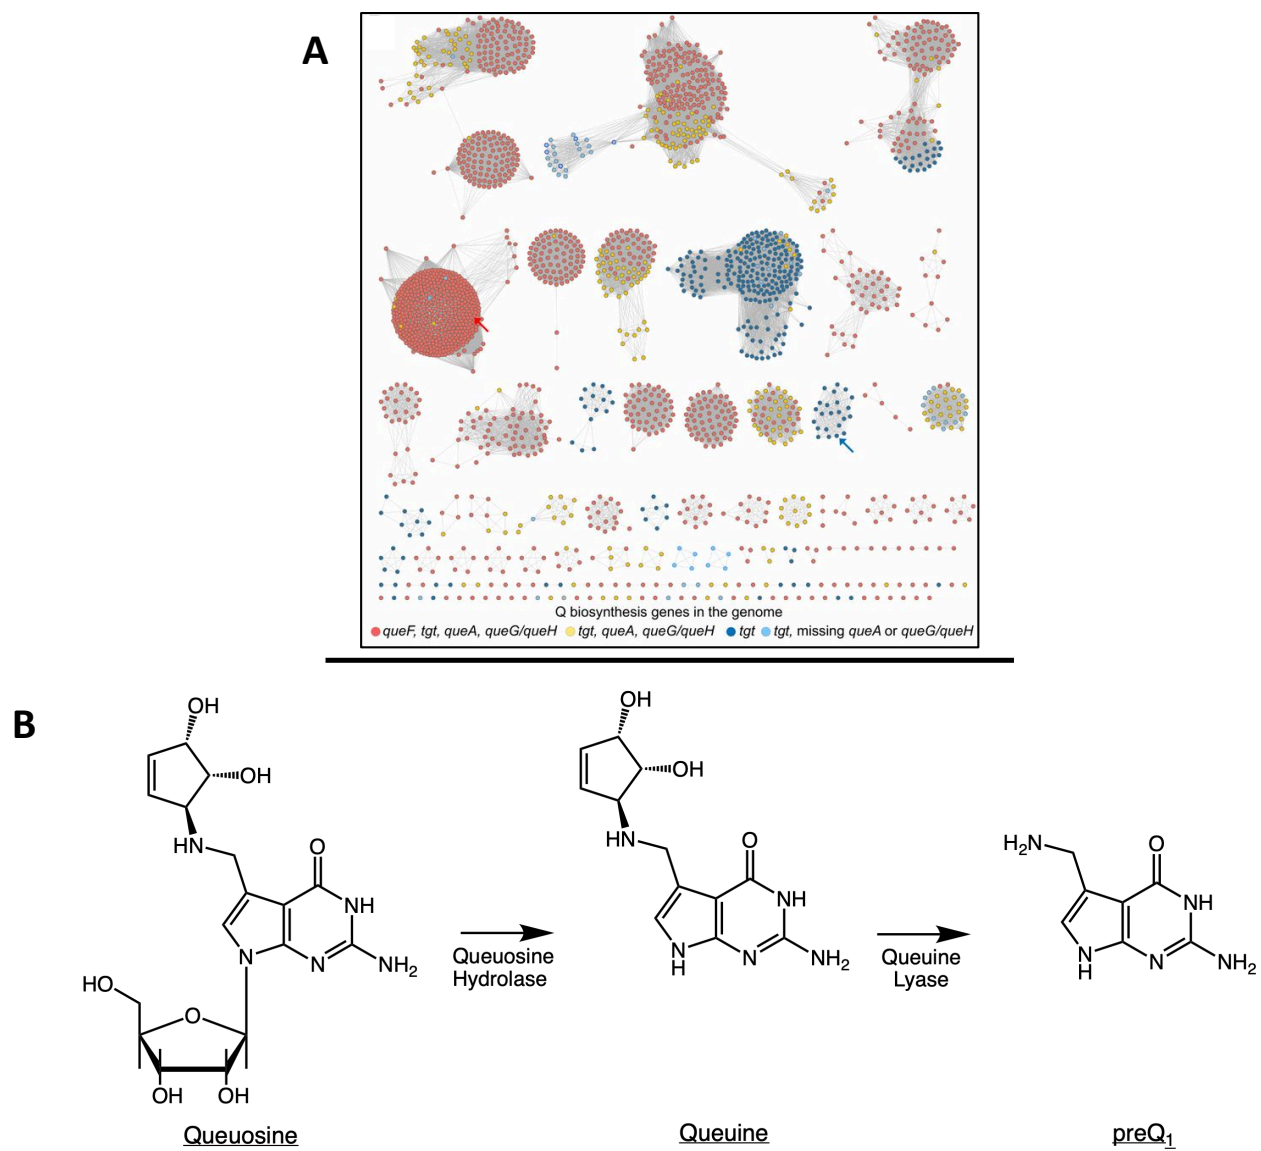 A
Q biosynthesis genes in the genome
queF, tgt, queA, queG/queH tgt, queA, queG/queH tgt tgt, missing queA or queG/queH
B
OH
OH
HN
O
NH
N
N
NH2
HO
O
OH
OH
Queuosine
Hydrolase
OH
OH
HN
O
NH
N
H
N
NH2
Queuine
Lyase
H2N
O
NH
N
H
N
NH2
Queuosine
Queuine
preQ1